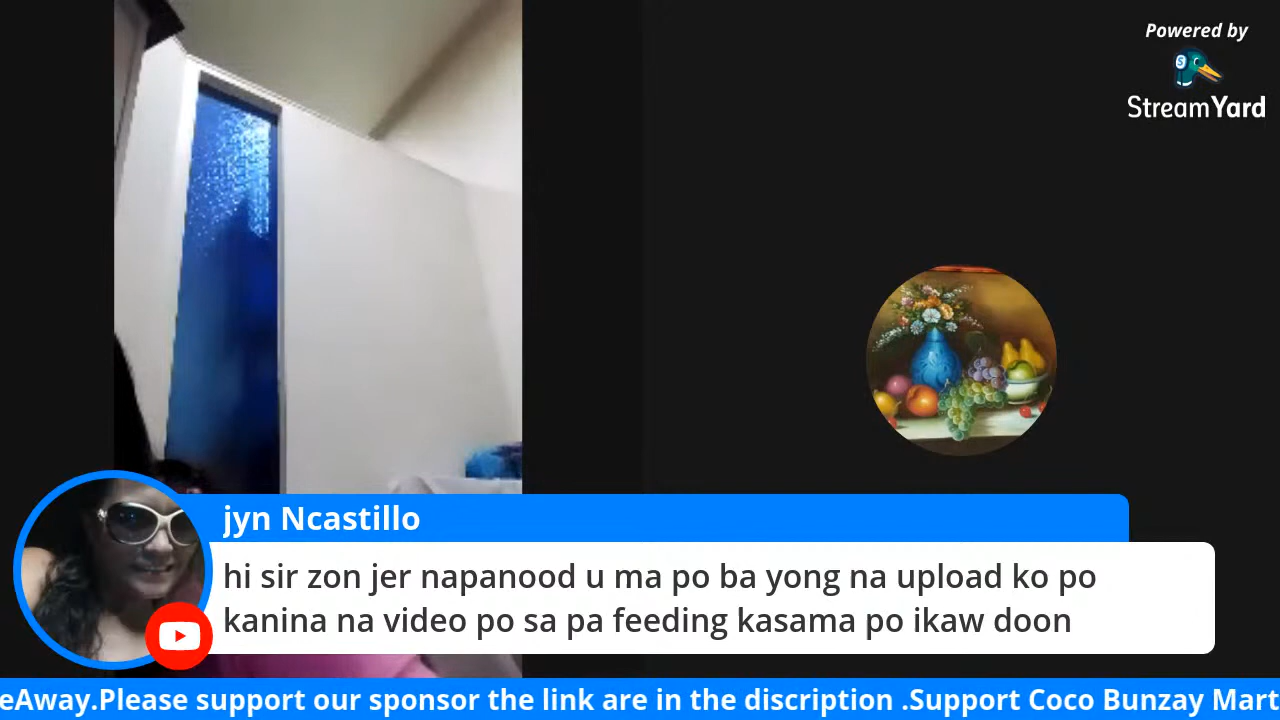 Powered by
StreamYard
jyn Ncastillo
hi sir zon jer napanood u ma po ba yong na upload ko po
kanina na video po sa pa feeding kasama po ikaw doon
eAway.Please support our sponsor the link are in the discription .Support Coco Bunzay Mart